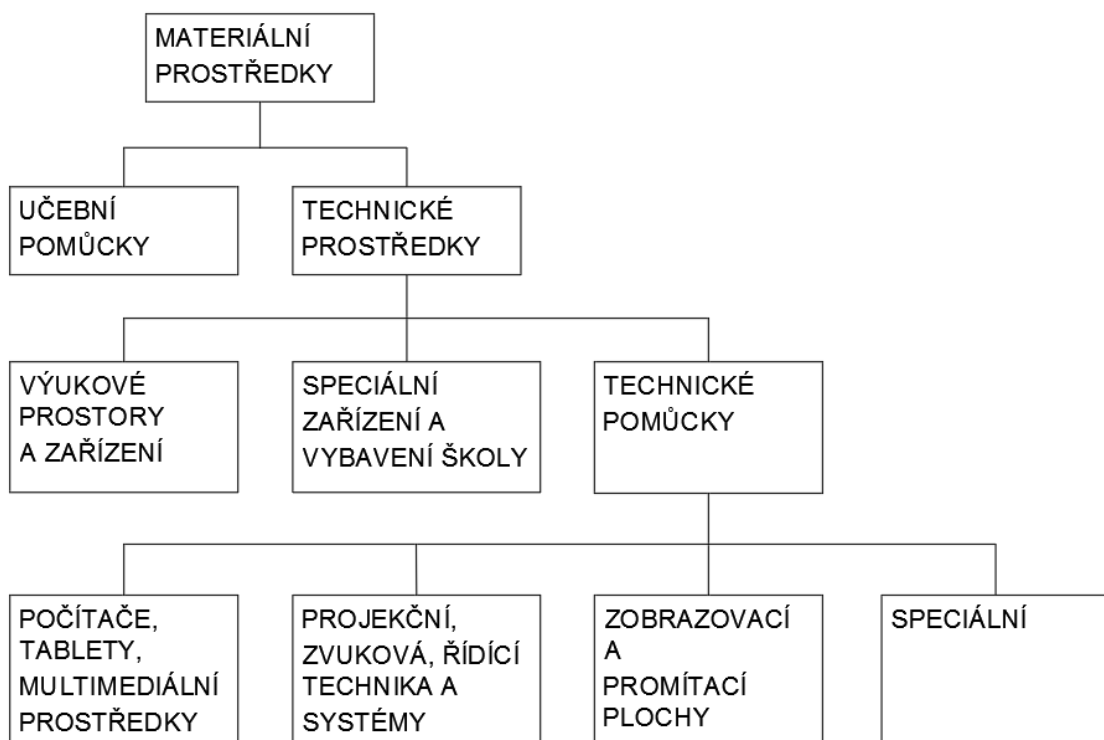 MATERIÁLNÍ
PROSTŘEDKY
UČEBNÍ
POMŮCKY
TECHNICKÉ
PROSTŘEDKY
VÝUKOVÉ
PROSTORY
A ZAŘÍZENÍ
SPECIÁLNÍ
ZAŘÍZENÍ A
VYBAVENÍ ŠKOLY
TECHNICKÉ
POMŮCKY
POČÍTAČE,
TABLETY,
MULTIMEDIÁLNÍ
PROSTŘEDKY
PROJEKČNÍ,
ZVUKOVÁ, ŘÍDÍCÍ
TECHNIKA A
SYSTÉMY
ZOBRAZOVACÍ
A
PROMÍTACÍ
PLOCHY
SPECIÁLNÍ